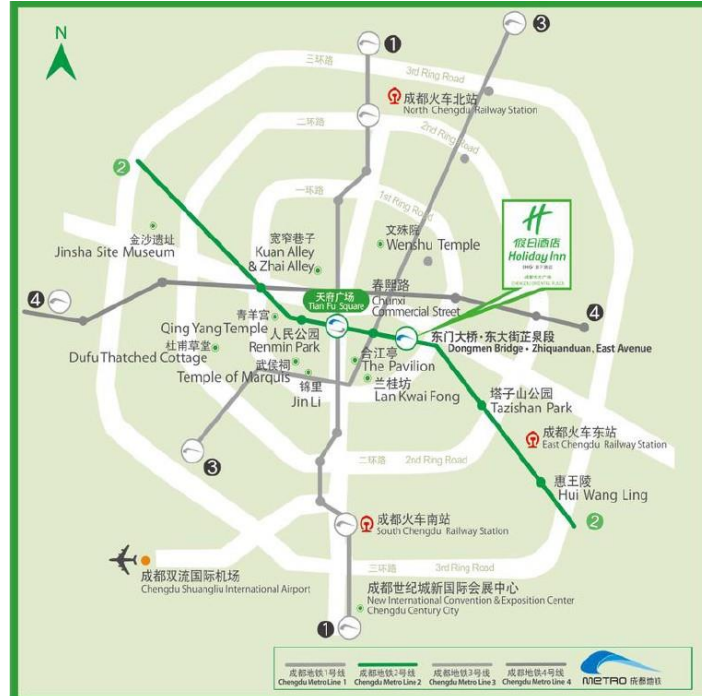 N
1
3
三环路
3rd Ring Road
成都火车北站
North Chengdu Railway Station
二环路
2nd Ring Road
2
一环路
1st Ring Road
H
假日酒店
Holiday Inn
金沙遗址
Jinsha Site Museum
宽窄巷子
Kuan Alley
& Zhai Alley
文殊院
Wenshu Temple
4
天府广场
Tian Fu Square
春熙路
Chunxi
Commercial Street
4
青羊宫
Qing Yang Temple
人民公园
Renmin Park
东门大桥·东大街芷泉段
Dongmen Bridge · Zhiquanduan, East Avenue
杜甫草堂
Dufu Thatched Cottage
武侯祠
Temple of Marquis
合江亭
The Pavilion
锦里
Jin Li
兰桂坊
Lan Kwai Fong
塔子山公园
Tazishan Park
3
二环路
2nd Ring Road
成都火车东站
East Chengdu Railway Station
惠王陵
Hui Wang Ling
2
成都火车南站
South Chengdu Railway Station
成都双流国际机场
Chengdu Shuangliu International Airport
三环路
3rd Ring Road
成都世纪城新国际会展中心
New International Convention & Exposition Center
Chengdu Century City
1
成都地铁1号线
Chengdu Metro Line 1
成都地铁2号线
Chengdu Metro Line 2
成都地铁3号线
Chengdu Metro Line 3
成都地铁4号线
Chengdu Metro Line 4
METRO 成都地铁